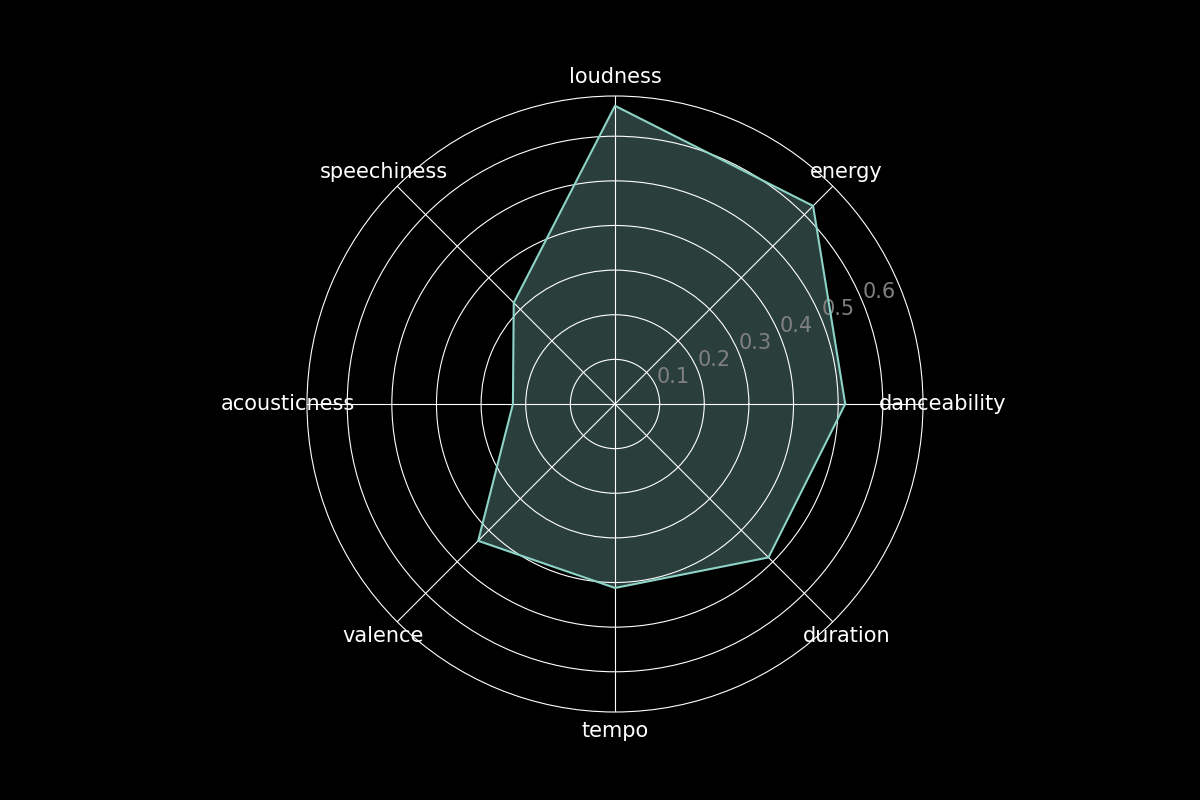 loudness
speechiness
energy
0.6
0.5
0.4
0.3
0.2
0.1
acousticness
danceability
valence
duration
tempo